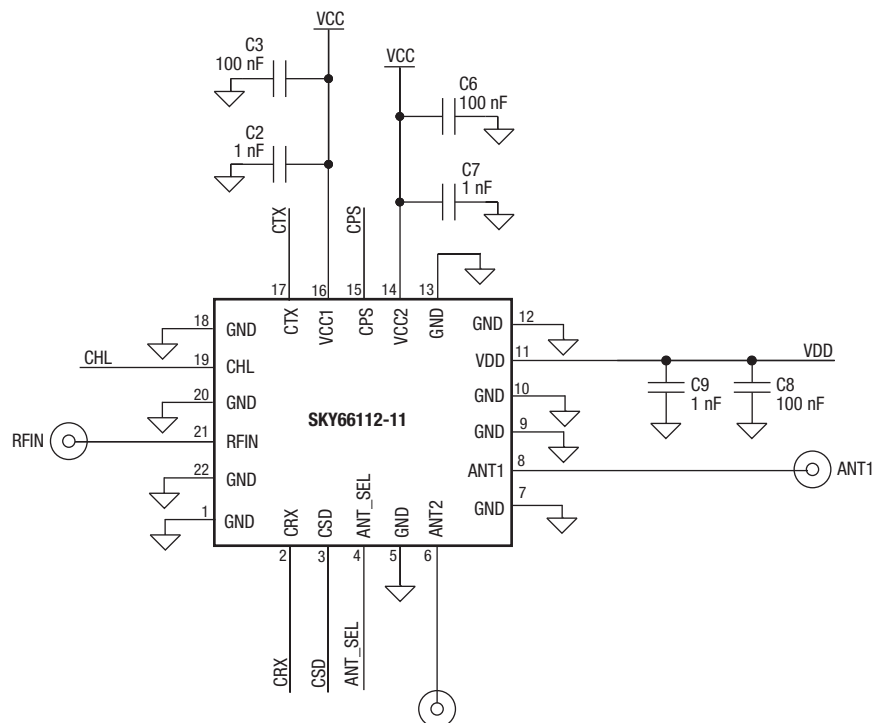 VCC
C3
100 nF
VCC
C6
100 nF
C2
1 nF
C7
1 nF
CTX
CPS
17
16
15
14
13
CTX
VCC1
CPS
VCC2
GND
18
GND
CHL
19
CHL
20
GND
RFIN
21
RFIN
22
GND
1
GND
SKY66112-11
GND
12
VDD
11
VDD
C9
1 nF
C8
100 nF
GND
10
GND
9
ANT1
8
ANT1
GND
7
CRX
CSD
ANT_SEL
GND
ANT2
2
3
4
5
6
CRX
CSD
ANT_SEL